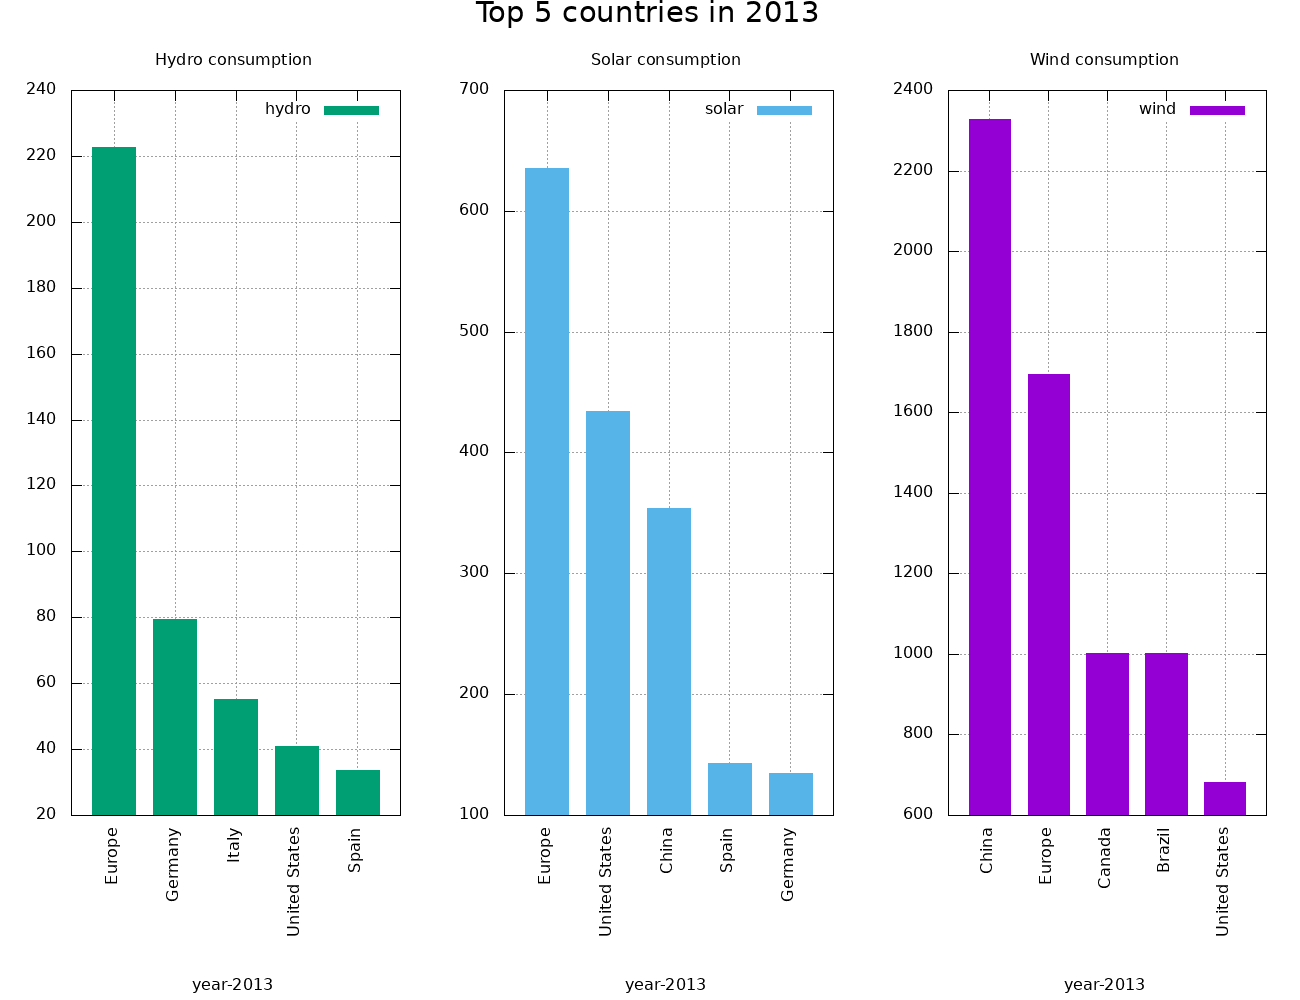 Top 5 countries in 2013
Hydro consumption
hydro
240
220
200
180
160
140
120
100
80
60
40
20
Europe
Germany
Italy
United States
Spain
year-2013
Solar consumption
solar
700
600
500
400
300
200
100
Europe
United States
China
Spain
Germany
year-2013
Wind consumption
wind
2400
2200
2000
1800
1600
1400
1200
1000
800
600
China
Europe
Canada
Brazil
United States
year-2013